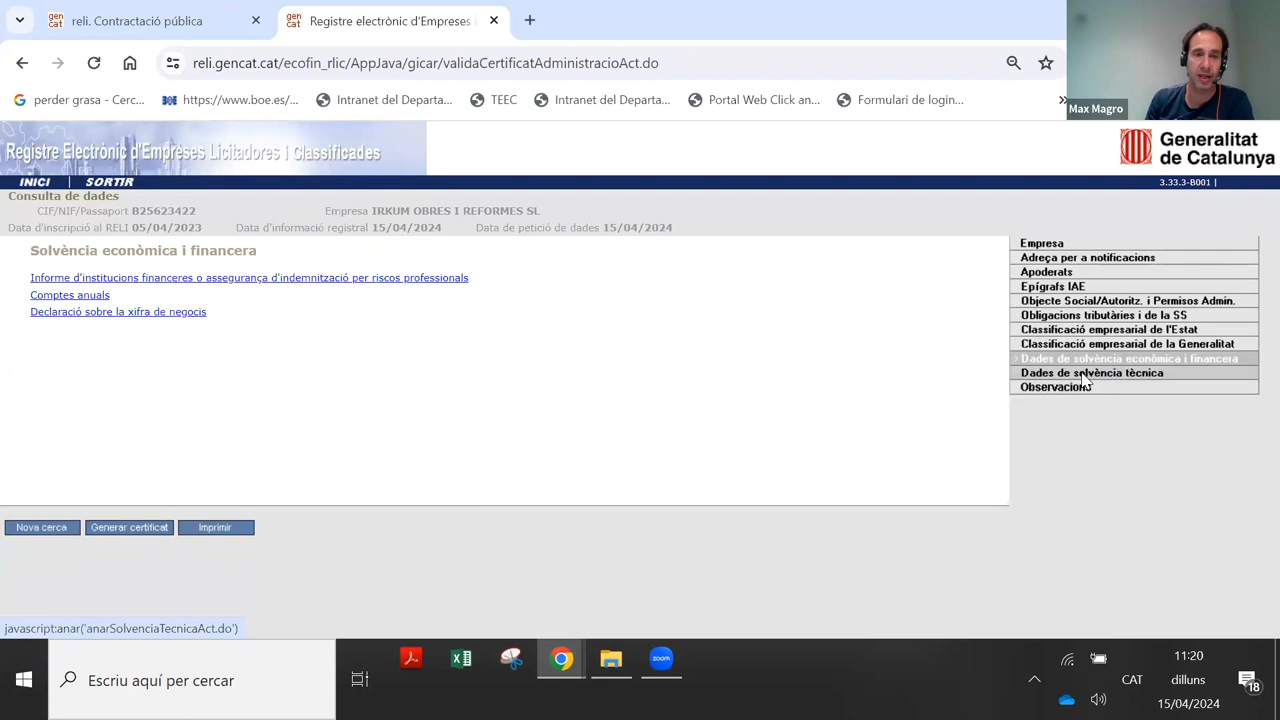 reli. Contractació pública
Registre electrònic d'Empreses
reli.gencat.cat/ecofin_rlic/AppJava/gicar/validaCertificatAdministracioAct.do
perder grasa - Cerc...
https://www.boe.es/...
Intranet del Departa...
TEEC
Intranet del Departa...
Portal Web Click an...
Formulari de login...
Max Magro
Registre Electrònic d'Empreses Licitadores i Classificades
Generalitat
de Catalunya
INICI | SORTIR
3.33.3-B001 |
Consulta de dades
CIF/NIF/Passaport B25623422 Empresa IRKUM OBRES I REFORMES SL
Data d'inscripció al RELI 05/04/2023 Data d'informació registral 15/04/2024 Data de petició de dades 15/04/2024
Solvència econòmica i financera
Informe d'institucions financeres o assegurança d'indemnització per riscos professionals
Comptes anuals
Declaració sobre la xifra de negocis
Empresa
Adreça per a notificacions
Apoderats
Epígrafs IAE
Objecte Social/Autoritz. i Permisos Admin.
Obligacions tributàries i de la SS
Classificació empresarial de l'Estat
Classificació empresarial de la Generalitat
Dades de solvència econòmica i financera
Dades de solvència tècnica
Observacions
Nova cerca
Generar certificat
Imprimir
javascript:anar('anarSolvenciaTecnicaAct.do')
Escriu aquí per cercar
zoom
CAT
11:20
dilluns
15/04/2024
18